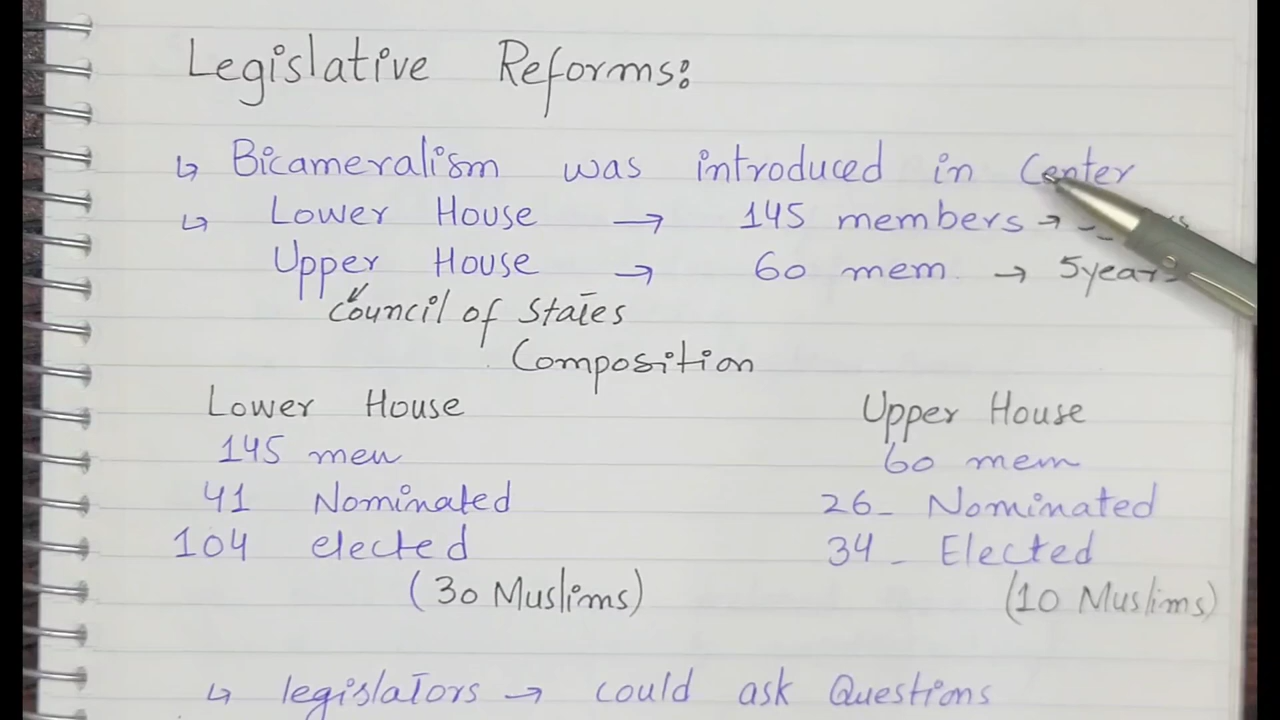 Legislative Reforms:
↳ Bicameralism was introduced in Center
↳ Lower House → 145 members →
Upper House → 60 mem. → 5years
Council of States
Composition
Lower House Upper House
145 mem 60 mem
41 Nominated 26_ Nominated
104 elected 34_ Elected
(30 Muslims) (10 Muslims)
↳ legislators → could ask Questions